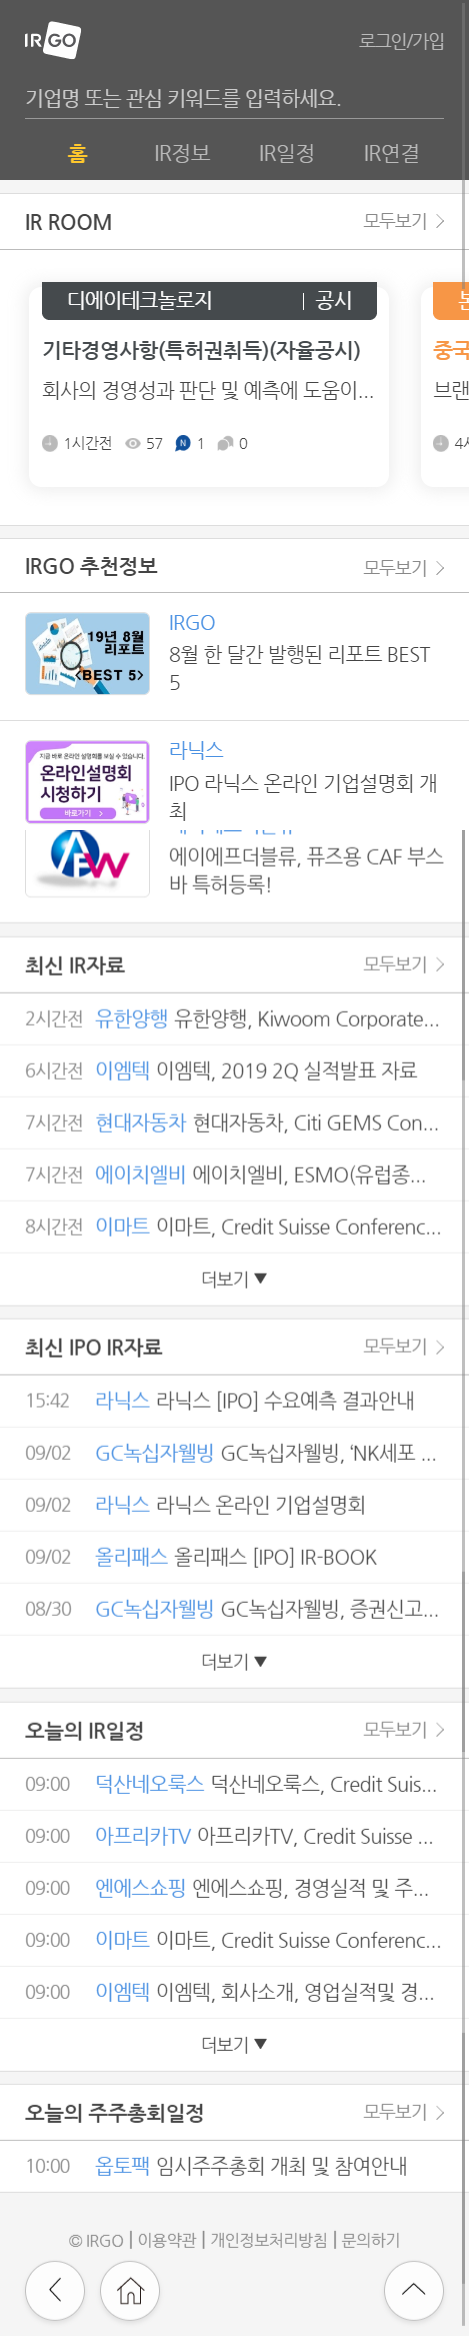 IRGO
로그인/가입
기업명 또는 관심 키워드를 입력하세요.
홈 IR정보 IR일정 IR연결
IR ROOM 모두보기
디에이테크놀로지 | 공시
기타경영사항(특허권취득)(자율공시) 중국
회사의 경영성과 판단 및 예측에 도움이... 브랜
1시간전 57 N 1 0
IRGO 추천정보 모두보기
19년 8월
리포트
<BEST 5>
IRGO
8월 한 달간 발행된 리포트 BEST
5
지금 바로 온라인 설명회를 보실 수 있습니다.
온라인설명회
시청하기
바로가기 >
라닉스
IPO 라닉스 온라인 기업설명회 개
최
AFW
에이에프더블류, 퓨즈용 CAF 부스
바 특허등록!
최신 IR자료 모두보기
2시간전 유한양행 유한양행, Kiwoom Corporate...
6시간전 이엠텍 이엠텍, 2019 2Q 실적발표 자료
7시간전 현대자동차 현대자동차, Citi GEMS Con...
7시간전 에이치엘비 에이치엘비, ESMO(유럽종...
8시간전 이마트 이마트, Credit Suisse Conferenc...
더보기 ▼
최신 IPO IR자료 모두보기
15:42 라닉스 라닉스 [IPO] 수요예측 결과안내
09/02 GC녹십자웰빙 GC녹십자웰빙, ‘NK세포 ...
09/02 라닉스 라닉스 온라인 기업설명회
09/02 올리패스 올리패스 [IPO] IR-BOOK
08/30 GC녹십자웰빙 GC녹십자웰빙, 증권신고...
더보기 ▼
오늘의 IR일정 모두보기
09:00 덕산네오룩스 덕산네오룩스, Credit Suis...
09:00 아프리카TV 아프리카TV, Credit Suisse ...
09:00 엔에스쇼핑 엔에스쇼핑, 경영실적 및 주...
09:00 이마트 이마트, Credit Suisse Conferenc...
09:00 이엠텍 이엠텍, 회사소개, 영업실적및 경...
더보기 ▼
오늘의 주주총회일정 모두보기
10:00 옵토팩 임시주주총회 개최 및 참여안내
© IRGO | 이용약관 | 개인정보처리방침 | 문의하기